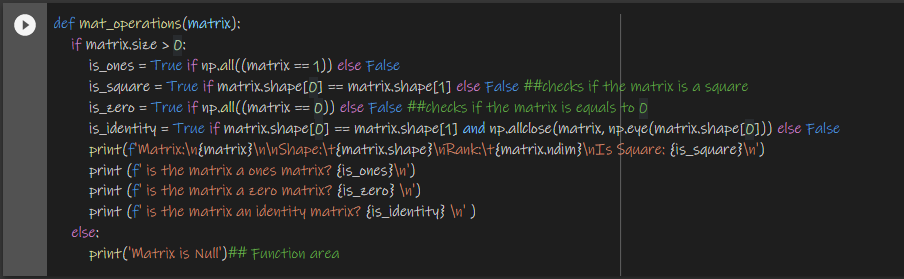 def mat_operations(matrix):
if matrix.size > 0:
is_ones = True if np.all((matrix == 1)) else False
is_square = True if matrix.shape[0] == matrix.shape[1] else False ##checks if the matrix is a square
is_zero = True if np.all((matrix == 0)) else False ##checks if the matrix is equals to 0
is_identity = True if matrix.shape[0] == matrix.shape[1] and np.allclose(matrix, np.eye(matrix.shape[0])) else False
print(f'Matrix:\n{matrix}\n\nShape:\t{matrix.shape}\nRank:\t{matrix.ndim}\nIs Square: {is_square}\n')
print (f' is the matrix a ones matrix? {is_ones}\n')
print (f' is the matrix a zero matrix? {is_zero} \n')
print (f' is the matrix an identity matrix? {is_identity} \n' )
else:
print('Matrix is Null')## Function area